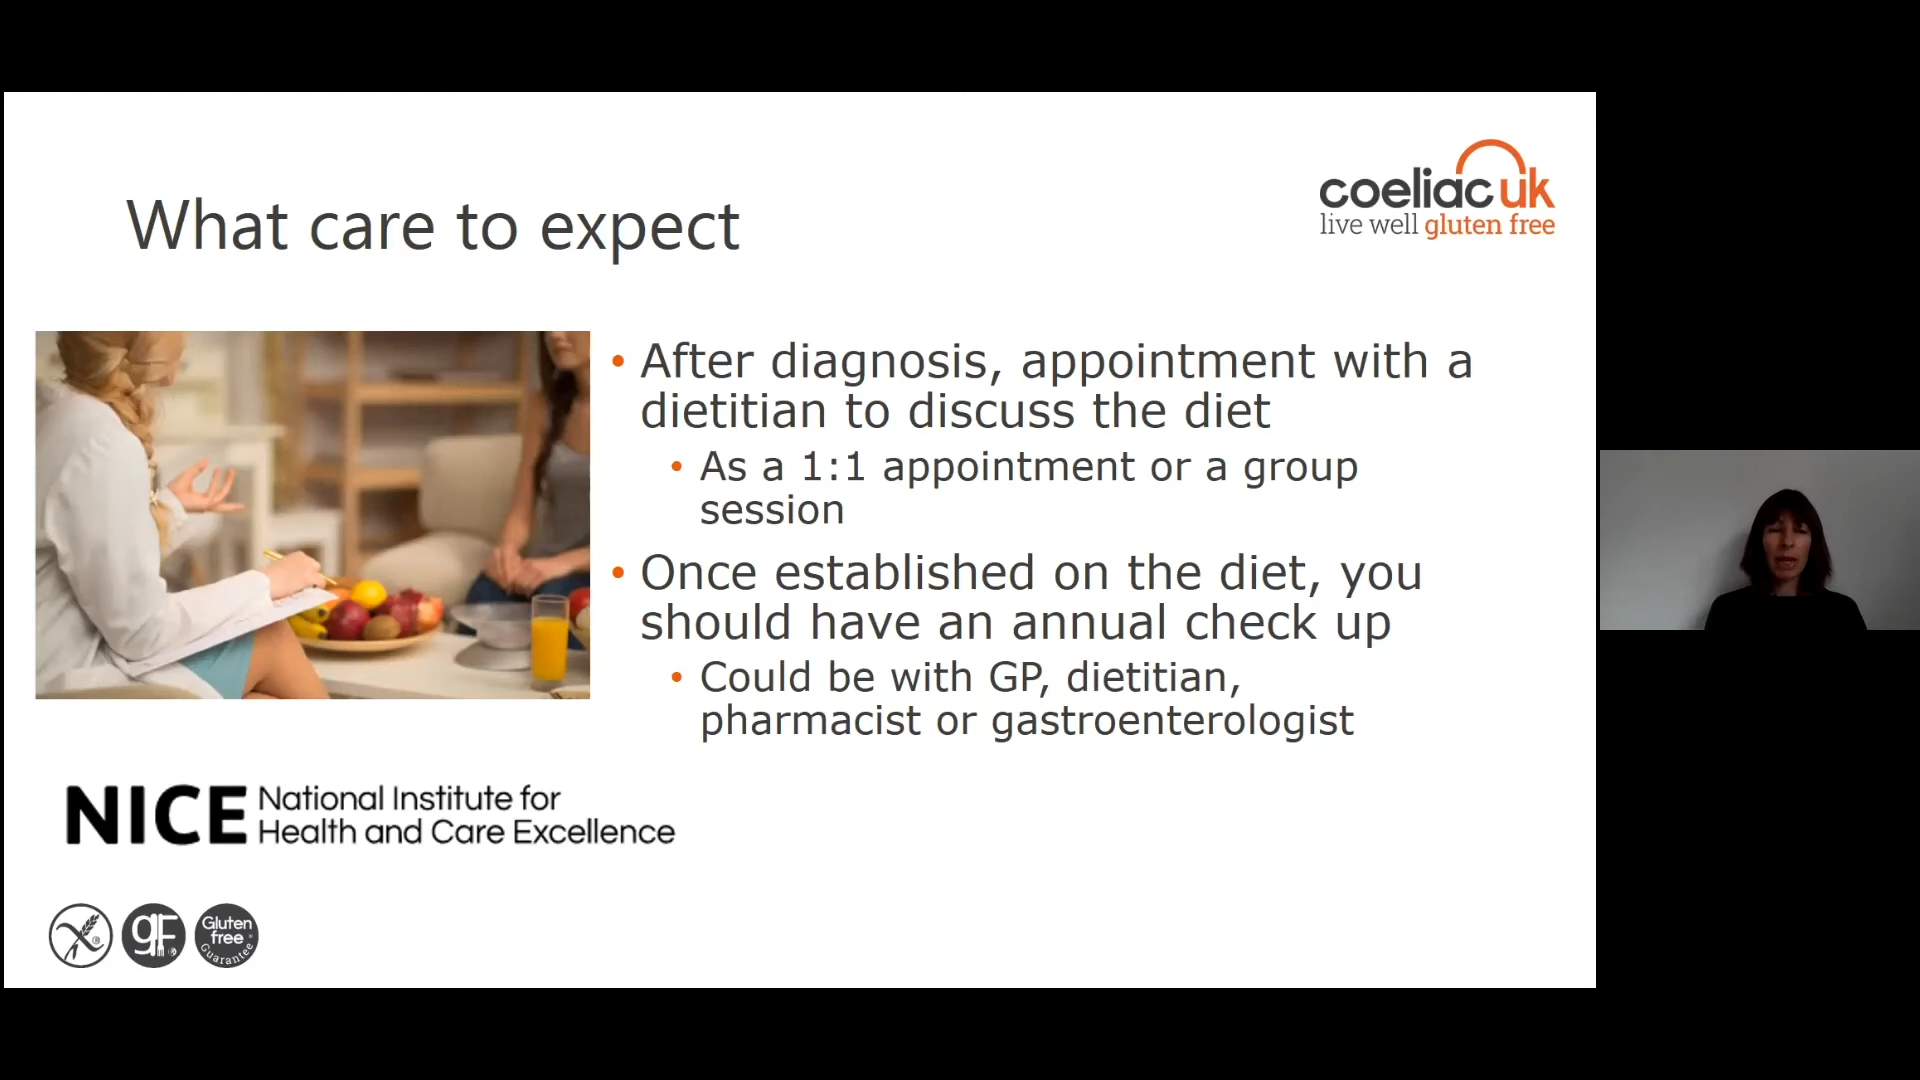 coeliac uk
live well gluten free
What care to expect
• After diagnosis, appointment with a
dietitian to discuss the diet
• As a 1:1 appointment or a group
session
• Once established on the diet, you
should have an annual check up
• Could be with GP, dietitian,
pharmacist or gastroenterologist
NICE National Institute for
Health and Care Excellence
gf
Gluten
free
Guarantee